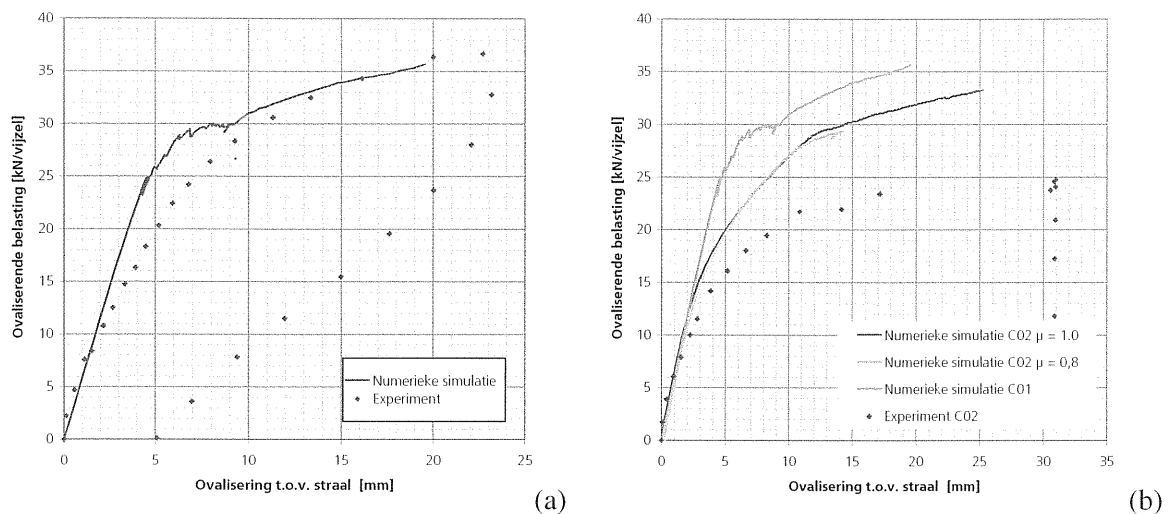 40
35
30
25
20
15
10
5
0
Ovaliserende belasting [kN/vijzel]
Numerieke simulatie
Experiment
0 5 10 15 20 25
Ovalisering t.o.v. straal [mm]
(a)
40
35
30
25
20
15
10
5
0
Ovaliserende belasting [kN/vijzel]
Numerieke simulatie C02 μ = 1.0
Numerieke simulatie C02 μ = 0,8
Numerieke simulatie C01
Experiment C02
0 5 10 15 20 25 30 35
Ovalisering t.o.v. straal [mm]
(b)